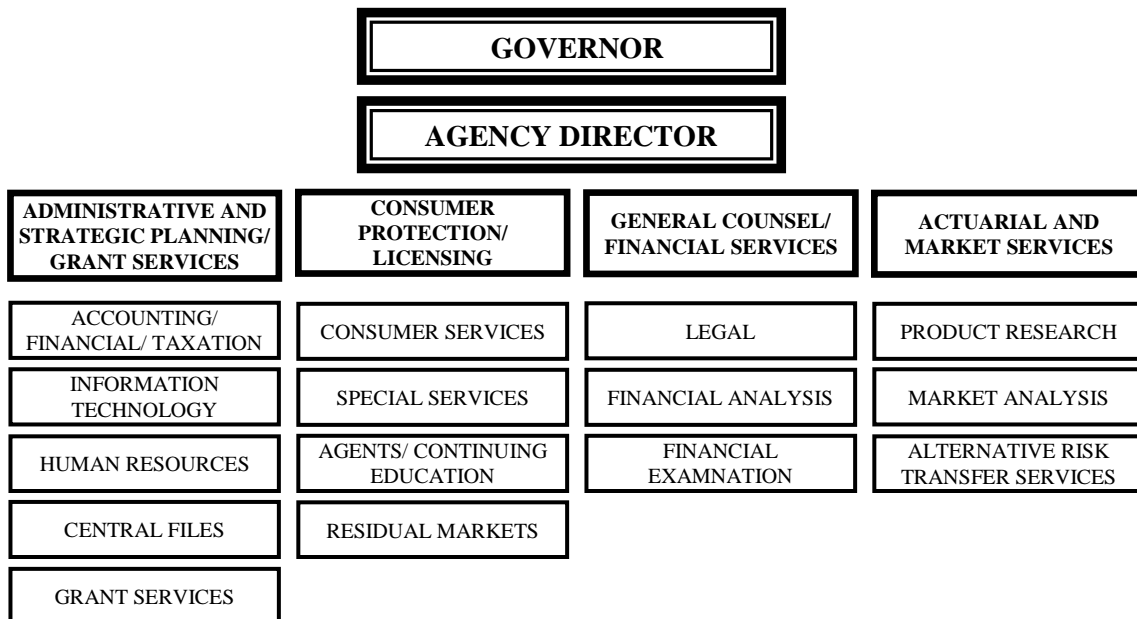 GOVERNOR
AGENCY DIRECTOR
ADMINISTRATIVE AND
STRATEGIC PLANNING/
GRANT SERVICES
ACCOUNTING/
FINANCIAL/ TAXATION
INFORMATION
TECHNOLOGY
HUMAN RESOURCES
CENTRAL FILES
GRANT SERVICES
CONSUMER
PROTECTION/
LICENSING
CONSUMER SERVICES
SPECIAL SERVICES
AGENTS/ CONTINUING
EDUCATION
RESIDUAL MARKETS
GENERAL COUNSEL/
FINANCIAL SERVICES
LEGAL
FINANCIAL ANALYSIS
FINANCIAL
EXAMNATION
ACTUARIAL AND
MARKET SERVICES
PRODUCT RESEARCH
MARKET ANALYSIS
ALTERNATIVE RISK
TRANSFER SERVICES